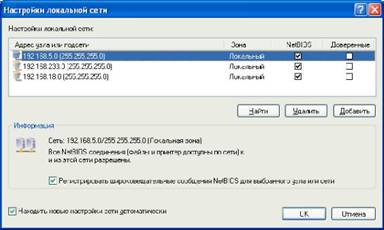 Настройки локальной сети
Настройки локальной сети:
Адрес узла или подсети Зона NetBIOS Доверенные
192.168.5.0 (255.255.255.0) Локальный
192.168.233.0 (255.255.255.0) Локальный
192.168.18.0 (255.255.255.0) Локальный
Найти Удалить Добавить
Информация
Сеть: 192.168.5.0/255.255.255.0 (Локальная зона)
Все NetBIOS соединения (файлы и принтер доступны по сети) к
и из этой сети разрешены.
Регистрировать широковещательные сообщения NetBIOS для выбранного узла или сети
Находить новые настройки сети автоматически
OK Отмена